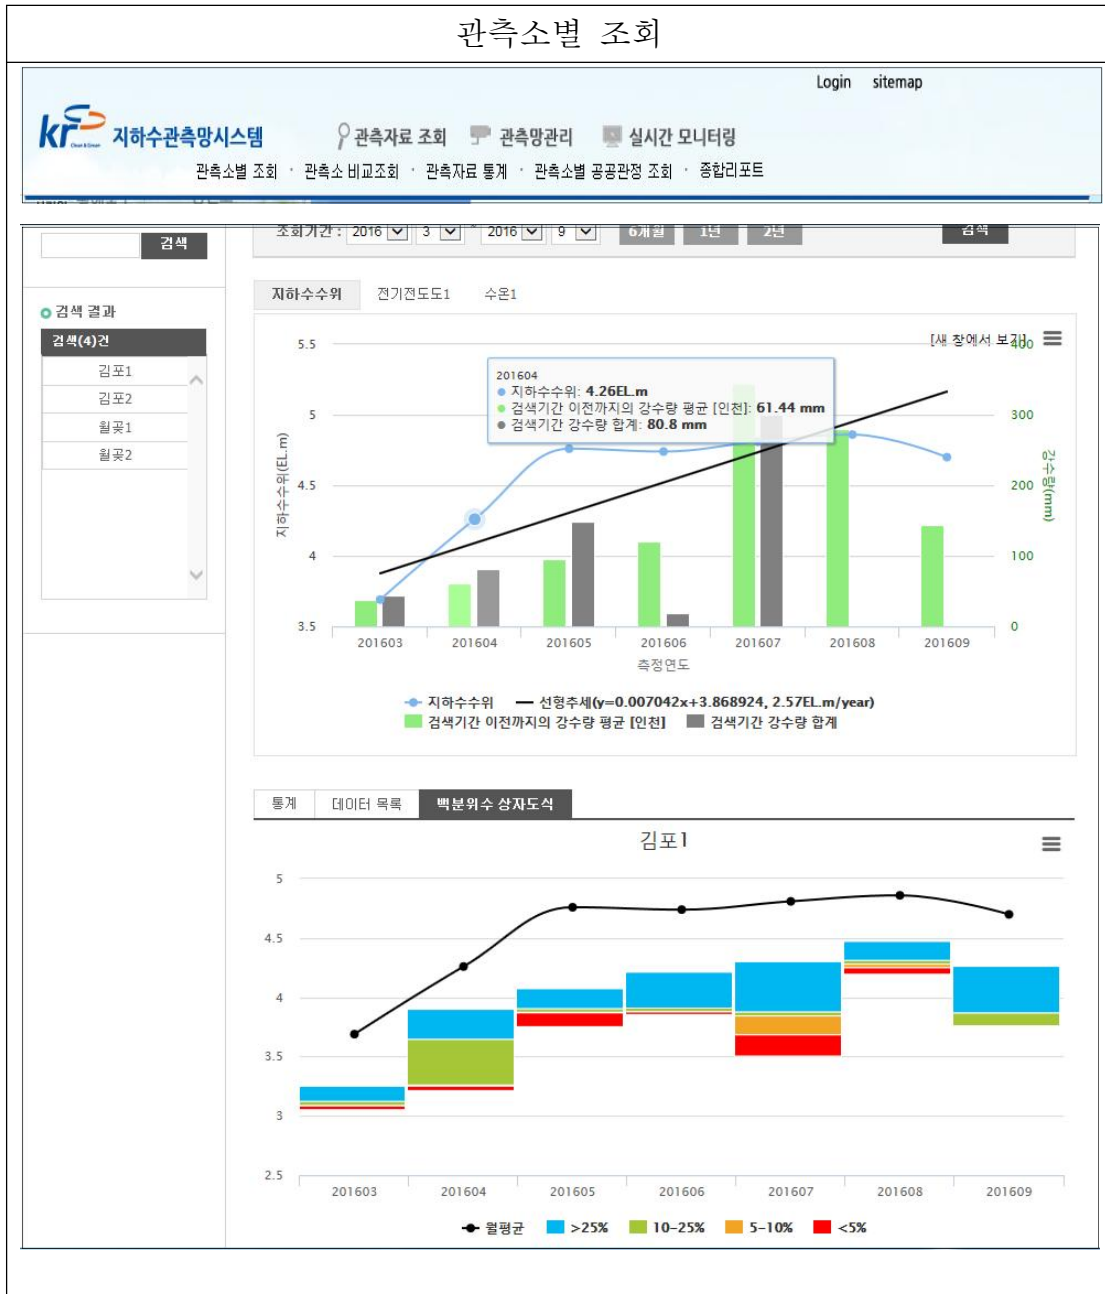 관측소별 조회
Login sitemap
kr 지하수관측망시스템 관측자료 조회 관측망관리 실시간 모니터링
관측소별 조회 · 관측소 비교조회 · 관측자료 통계 · 관측소별 공공관정 조회 · 종합리포트
검색 조회기간 : 2016 3 ~ 2016 9 6개월 1년 2년 검색
지하수수위 전기전도도1 수온1
검색 결과
검색(4)건
김포1
김포2
월곶1
월곶2
[새 창에서 보기]
5.5 400
201604
지하수수위: 4.26EL.m
검색기간 이전까지의 강수량 평균 [인천]: 61.44 mm
검색기간 강수량 합계: 80.8 mm
5 300
지하수수위(EL.m)
강수량(mm)
4.5 200
4 100
3.5 0
201603 201604 201605 201606 201607 201608 201609
측정연도
지하수수위 선형추세(y=0.007042x+3.868924, 2.57EL.m/year)
검색기간 이전까지의 강수량 평균 [인천] 검색기간 강수량 합계
통계 데이터 목록 백분위수 상자도식
김포1
5
4.5
4
3.5
3
2.5
201603 201604 201605 201606 201607 201608 201609
월평균 >25% 10-25% 5-10% <5%